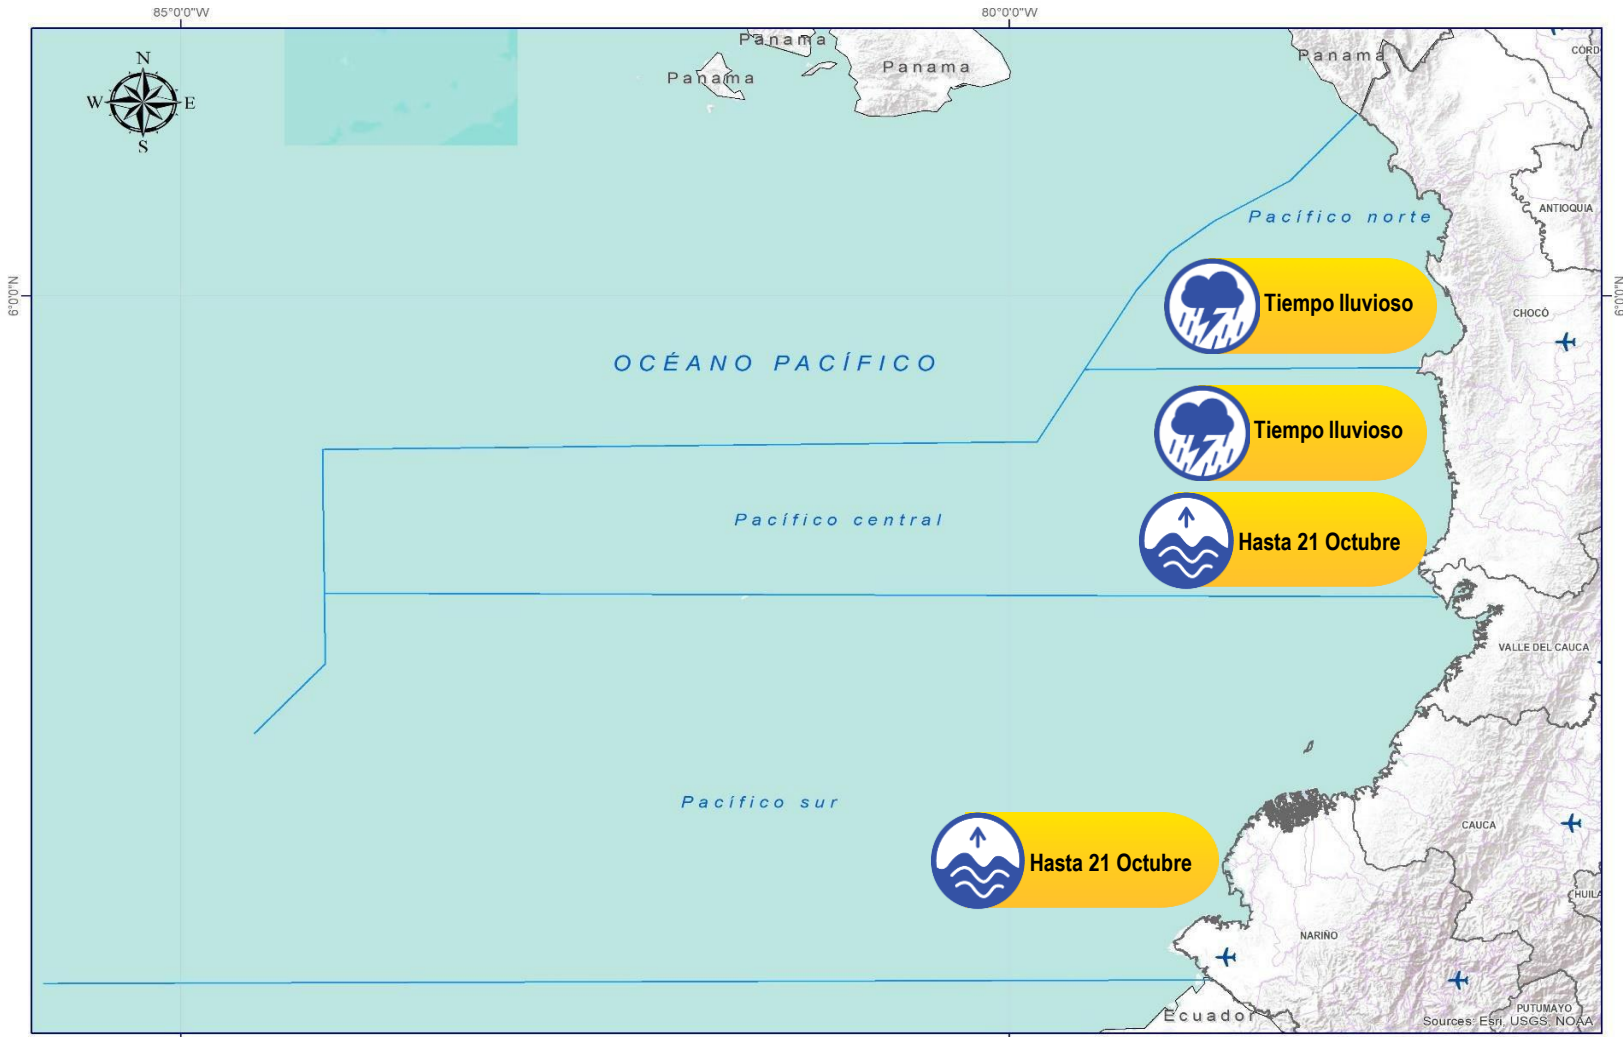 85°0'0"W
80°0'0"W
Panama
Panama
Panama
Panama
CÓRD
N
W
E
S
ANTIOQUIA
Pacífico norte
6°0'0"N
6°0'0"N
Tiempo lluvioso
CHOCÓ
OCÉANO PACÍFICO
Tiempo lluvioso
Pacífico central
Hasta 21 Octubre
VALLE DEL CAUCA
Pacífico sur
CAUCA
Hasta 21 Octubre
HUILA
NARIÑO
PUTUMAYO
Ecuador
Sources: Esri, USGS, NOAA